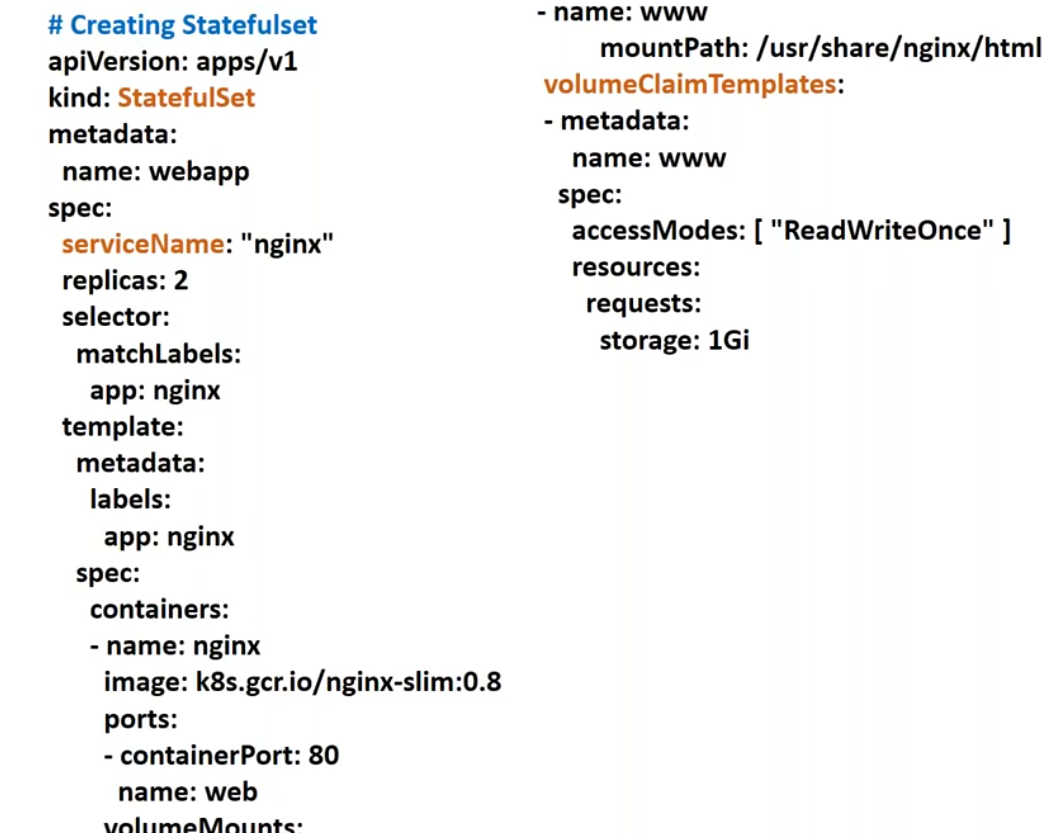 # Creating Statefulset
apiVersion: apps/v1
kind: StatefulSet
metadata:
  name: webapp
spec:
  serviceName: "nginx"
  replicas: 2
  selector:
    matchLabels:
      app: nginx
  template:
    metadata:
      labels:
        app: nginx
    spec:
      containers:
      - name: nginx
        image: k8s.gcr.io/nginx-slim:0.8
        ports:
        - containerPort: 80
          name: web
        volumeMounts:
- name: www
        mountPath: /usr/share/nginx/html
volumeClaimTemplates:
- metadata:
    name: www
  spec:
    accessModes: [ "ReadWriteOnce" ]
    resources:
      requests:
        storage: 1Gi